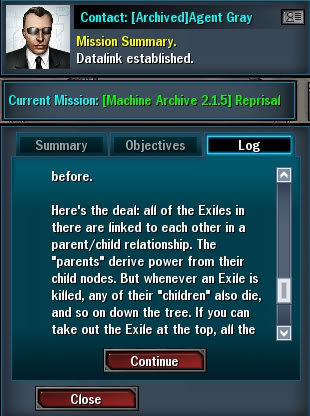 Contact: [Archived]Agent Gray
Mission Summary.
Datalink established.
Current Mission: [Machine Archive 2.1.5] Reprisal
Summary
Objectives
Log
before.
Here's the deal: all of the Exiles in
there are linked to each other in a
parent/child relationship. The
"parents" derive power from their
child nodes. But whenever an Exile is
killed, any of their "children" also die,
and so on down the tree. If you can
take out the Exile at the top, all the
Continue
Close